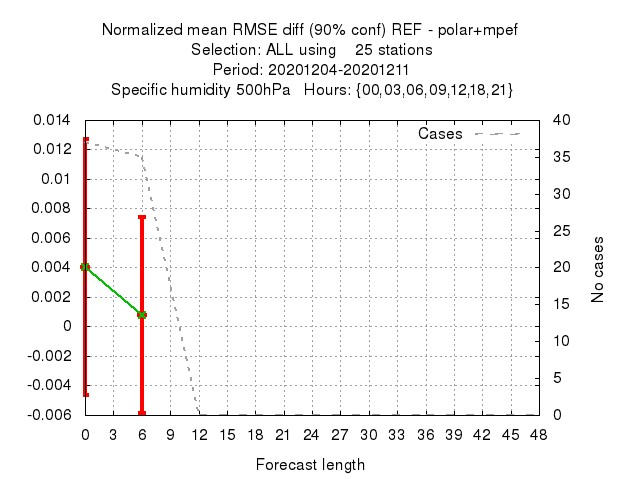 Normalized mean RMSE diff (90% conf) REF - polar+mpef
Selection: ALL using    25 stations
Period: 20201204-20201211
Specific humidity 500hPa   Hours: {00,03,06,09,12,18,21}
Cases
0.014
0.012
0.01
0.008
0.006
0.004
0.002
0
-0.002
-0.004
-0.006
40
35
30
25
20
15
10
5
0
No cases
0 3 6 9 12 15 18 21 24 27 30 33 36 39 42 45 48
Forecast length